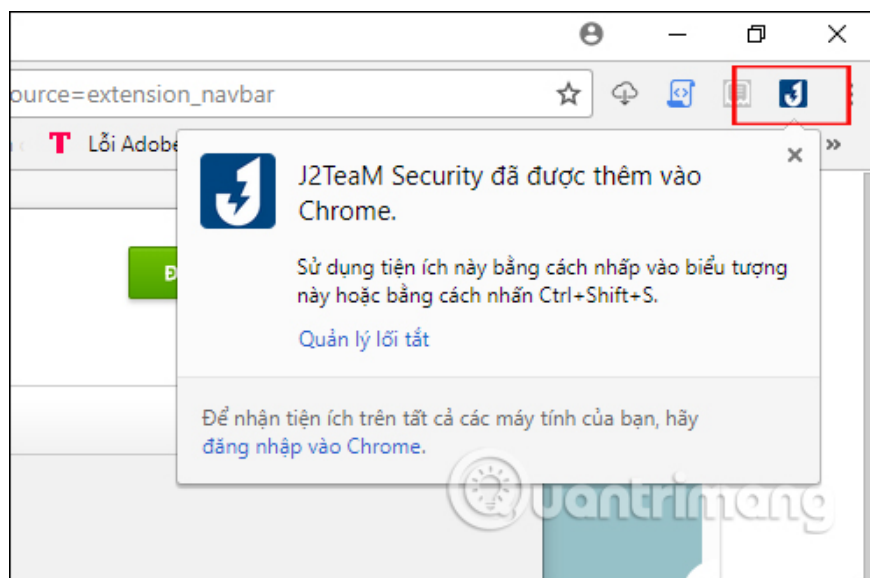 ource=extension_navbar
T Lỗi Adobe
»
J2TeaM Security đã được thêm vào
Chrome.
Sử dụng tiện ích này bằng cách nhấp vào biểu tượng
này hoặc bằng cách nhấn Ctrl+Shift+S.
Quản lý lối tắt
Để nhận tiện ích trên tất cả các máy tính của bạn, hãy
đăng nhập vào Chrome.
Đ
Quantrimang